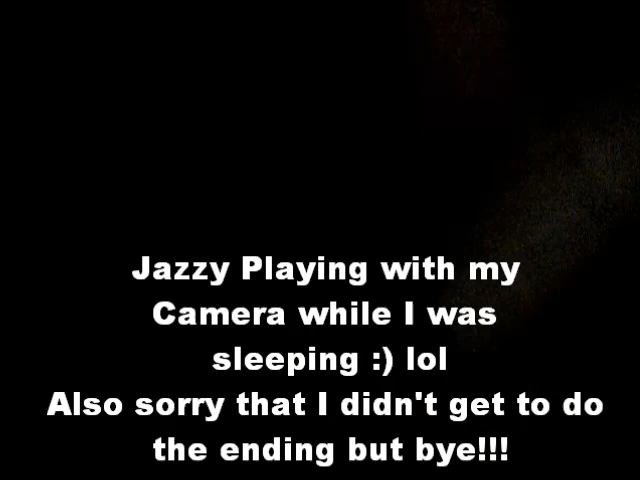 Jazzy Playing with my
Camera while I was
sleeping :) lol
Also sorry that I didn't get to do
the ending but bye!!!